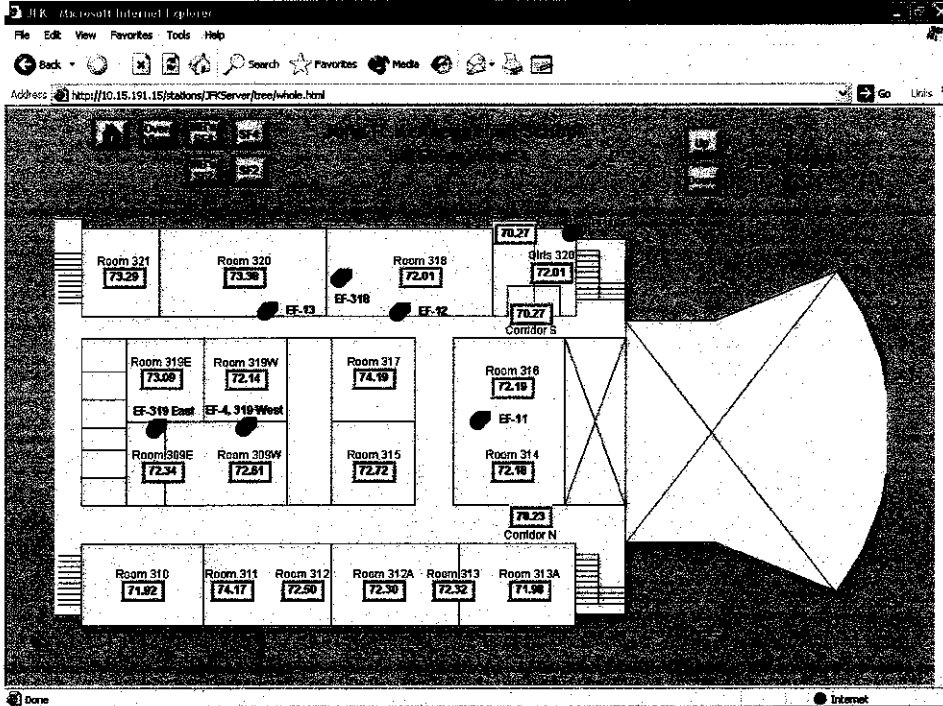 JFK - Microsoft Internet Explorer
File Edit View Favorites Tools Help
Back Search Favorites Media
Address http://10.15.191.15/stations/JFKServer/tree/whole.html Go Links
Up
70.27
Room 321 Room 320 Room 318 Girls 320
73.29 73.38 72.01 72.01
EF-318
EF-13 EF-12 70.27
Corridor S
Room 319E Room 319W Room 317 Room 316
73.09 72.14 74.19 72.19
EF-319 East EF-4, 319 West EF-11
Room 309E Room 309W Room 315 Room 314
72.34 72.61 72.72 72.18
70.23
Corridor N
Room 310 Room 311 Room 312 Room 312A Room 313 Room 313A
71.92 74.17 72.50 72.30 72.32 71.98
Done Internet